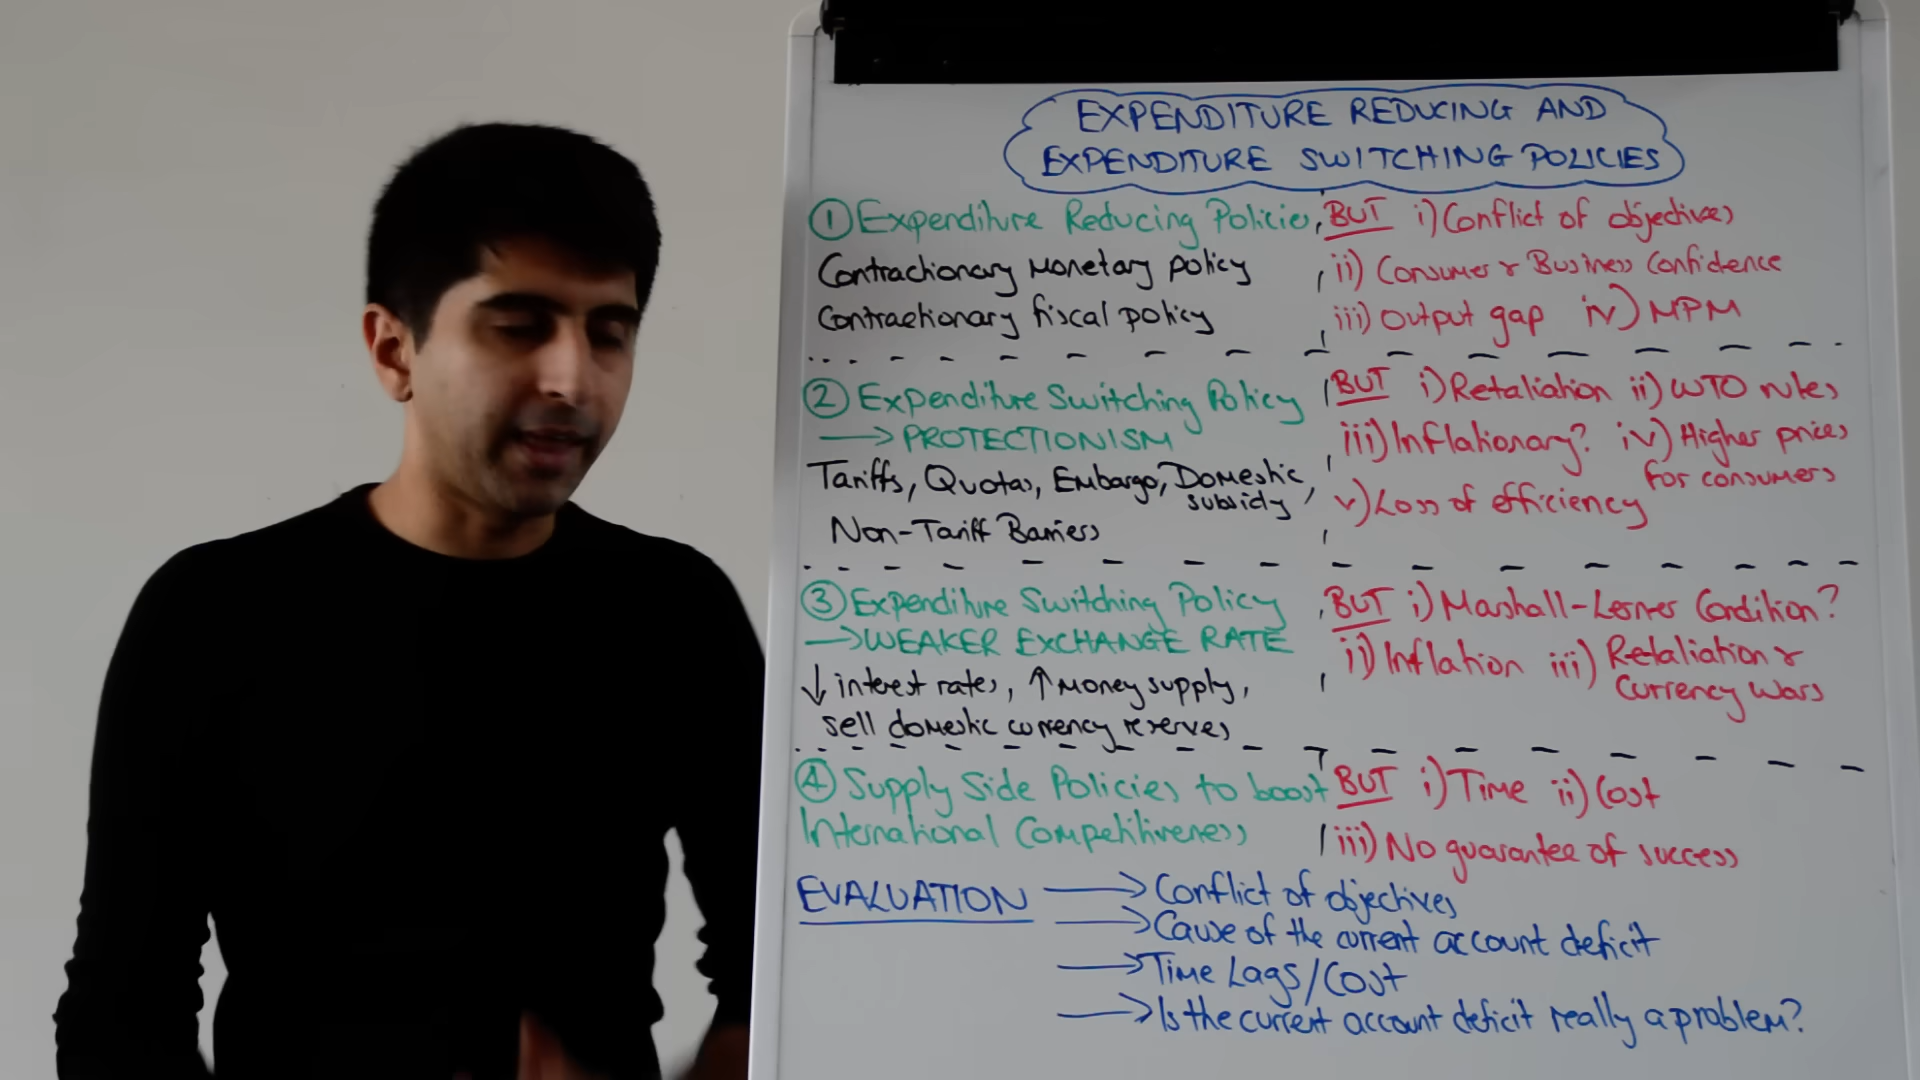 EXPENDITURE REDUCING AND
EXPENDITURE SWITCHING POLICIES
① Expenditure Reducing Policies
Contractionary Monetary policy
Contractionary fiscal policy
BUT i) Conflict of objectives
ii) Consumer & Business Confidence
iii) Output gap iv) MPM
② Expenditure Switching Policy
→ PROTECTIONISM
Tariffs, Quotas, Embargo, Domestic
subsidy
Non-Tariff Barriers
BUT i) Retaliation ii) WTO rules
iii) Inflationary? iv) Higher prices
for consumers
v) Loss of efficiency
③ Expenditure Switching Policy
→ WEAKER EXCHANGE RATE
↓ interest rates, ↑ Money supply,
sell domestic currency reserves
BUT i) Marshall-Lerner Condition?
ii) Inflation iii) Retaliation &
Currency Wars
④ Supply Side Policies to boost
International Competitiveness
BUT i) Time ii) Cost
iii) No guarantee of success
EVALUATION → Conflict of objectives
→ Cause of the current account deficit
→ Time Lags/Cost
→ Is the current account deficit really a problem?